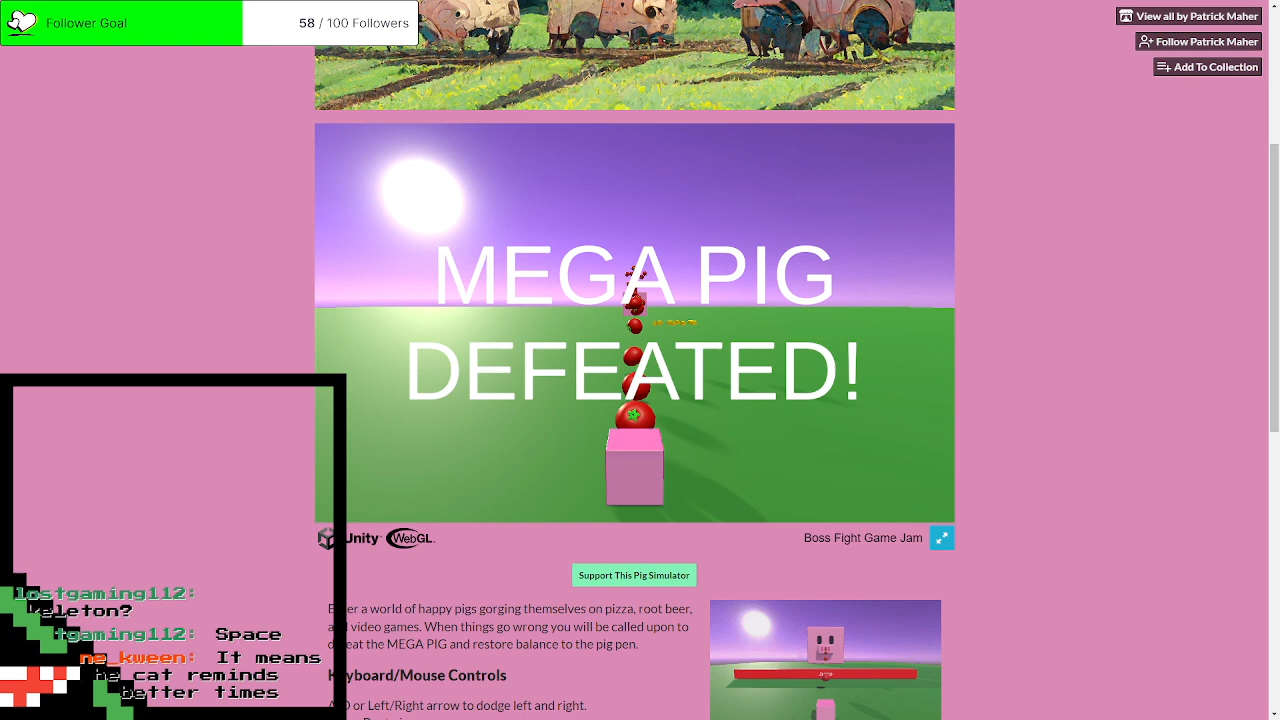 Follower Goal
58 / 100 Followers
View all by Patrick Maher
Follow Patrick Maher
Add To Collection
MEGA PIG
DEFEATED!
Unity
WebGL
Boss Fight Game Jam
Support This Pig Simulator
a world of happy pigs gorging themselves on pizza, root beer,
video games. When things go wrong you will be called upon to
the MEGA PIG and restore balance to the pig pen.
Keyboard/Mouse Controls
or Left/Right arrow to dodge left and right.
lostgaming112:
keleton?
tgaming112: Space
ne_kween: It means
he cat reminds
better times